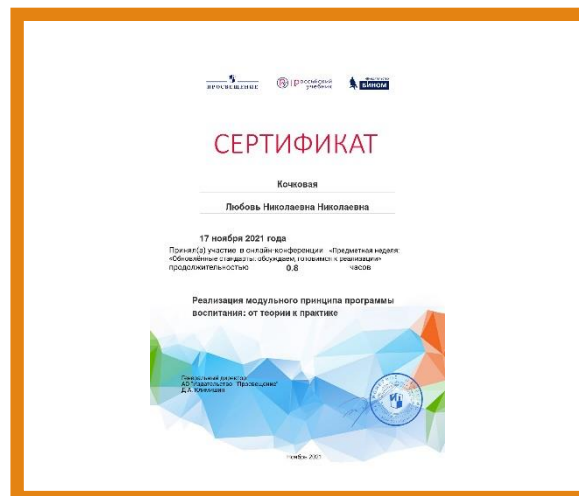 ПРОСВЕЩЕНИЕ
российский учебник
БИНОМ
СЕРТИФИКАТ
Кочковая
Любовь Николаевна Николаевна
17 ноября 2021 года
Принял(а) участие в онлайн-конференции «Предметная неделя:
«Обновлённые стандарты: обсуждаем, готовимся к реализации»
продолжительностью 0.8 часов
Реализация модульного принципа программы
воспитания: от теории к практике
Генеральный директор
АО "Издательство "Просвещение"
Ноябрь 2021